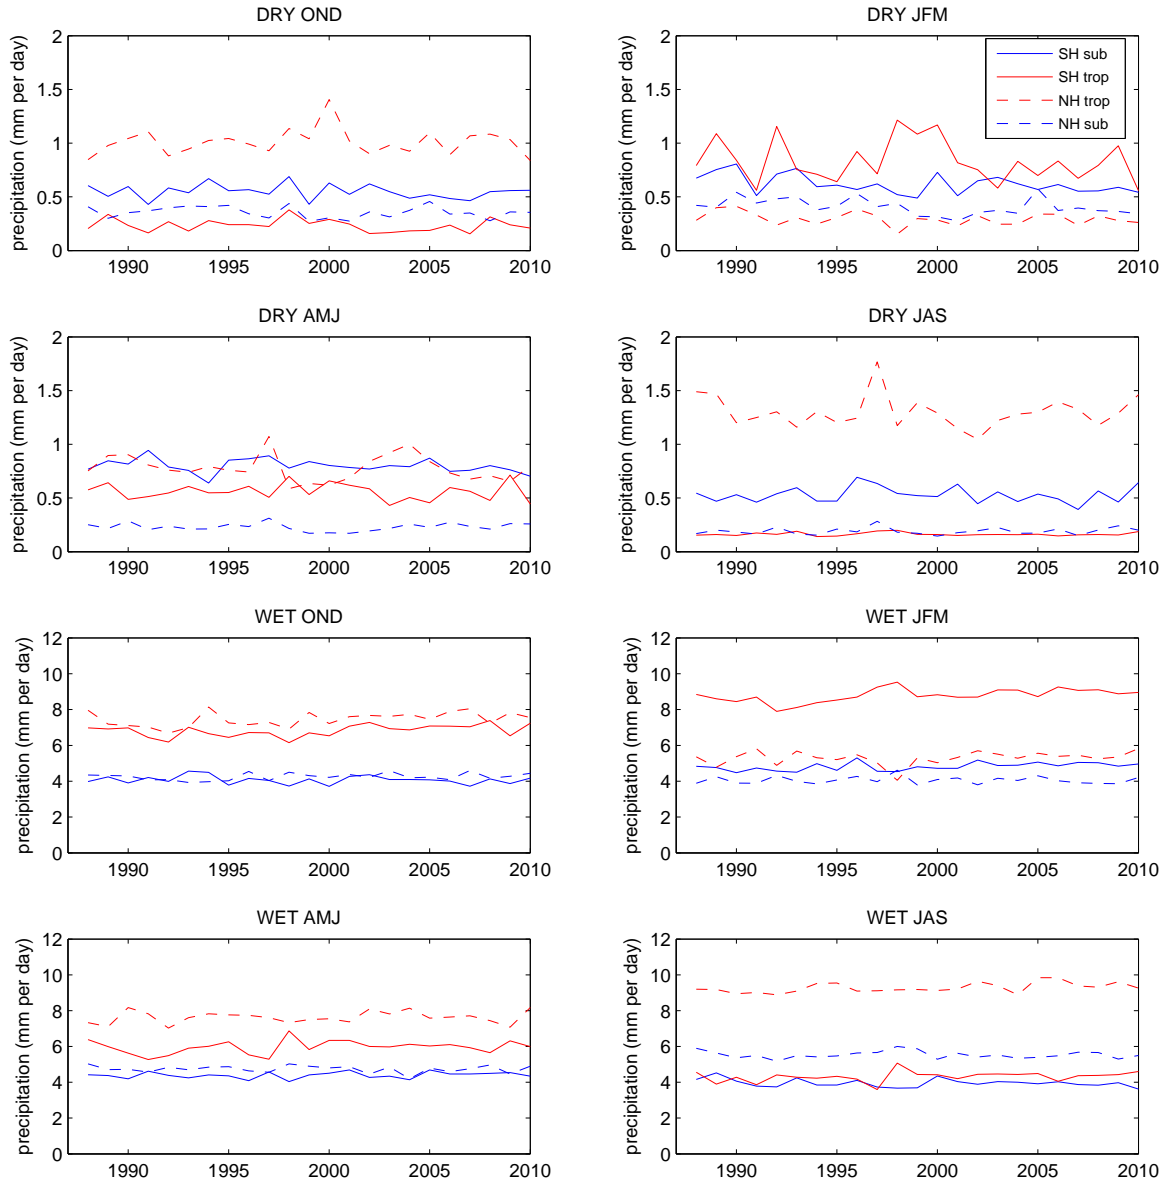 DRY OND
precipitation (mm per day)
2
1.5
1
0.5
0
1990 1995 2000 2005 2010
DRY JFM
precipitation (mm per day)
2
1.5
1
0.5
0
1990 1995 2000 2005 2010
SH sub
SH trop
NH trop
NH sub
DRY AMJ
precipitation (mm per day)
2
1.5
1
0.5
0
1990 1995 2000 2005 2010
DRY JAS
precipitation (mm per day)
2
1.5
1
0.5
0
1990 1995 2000 2005 2010
WET OND
precipitation (mm per day)
12
10
8
6
4
2
0
1990 1995 2000 2005 2010
WET JFM
precipitation (mm per day)
12
10
8
6
4
2
0
1990 1995 2000 2005 2010
WET AMJ
precipitation (mm per day)
12
10
8
6
4
2
0
1990 1995 2000 2005 2010
WET JAS
precipitation (mm per day)
12
10
8
6
4
2
0
1990 1995 2000 2005 2010